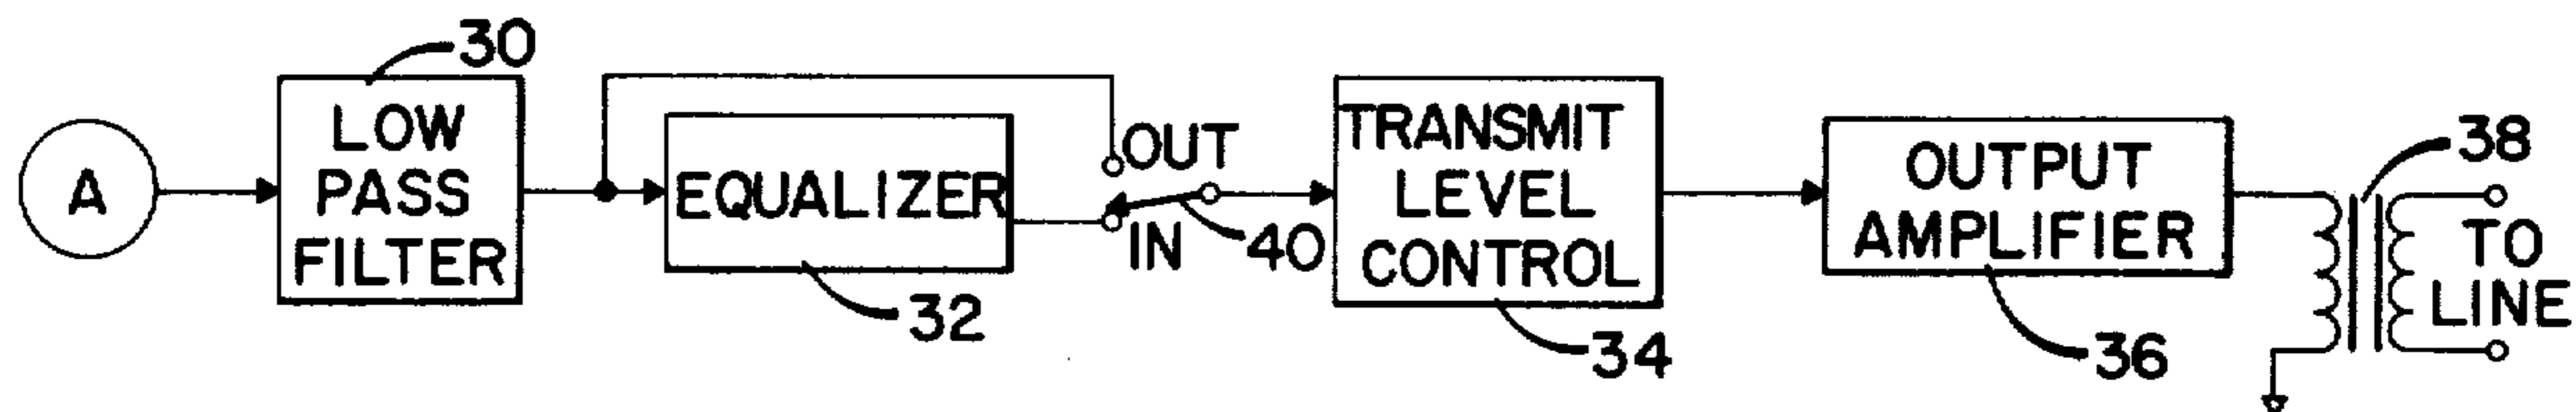 A
30
LOW
PASS
FILTER
EQUALIZER
32
OUT
IN
40
TRANSMIT
LEVEL
CONTROL
34
OUTPUT
AMPLIFIER
36
38
TO
LINE